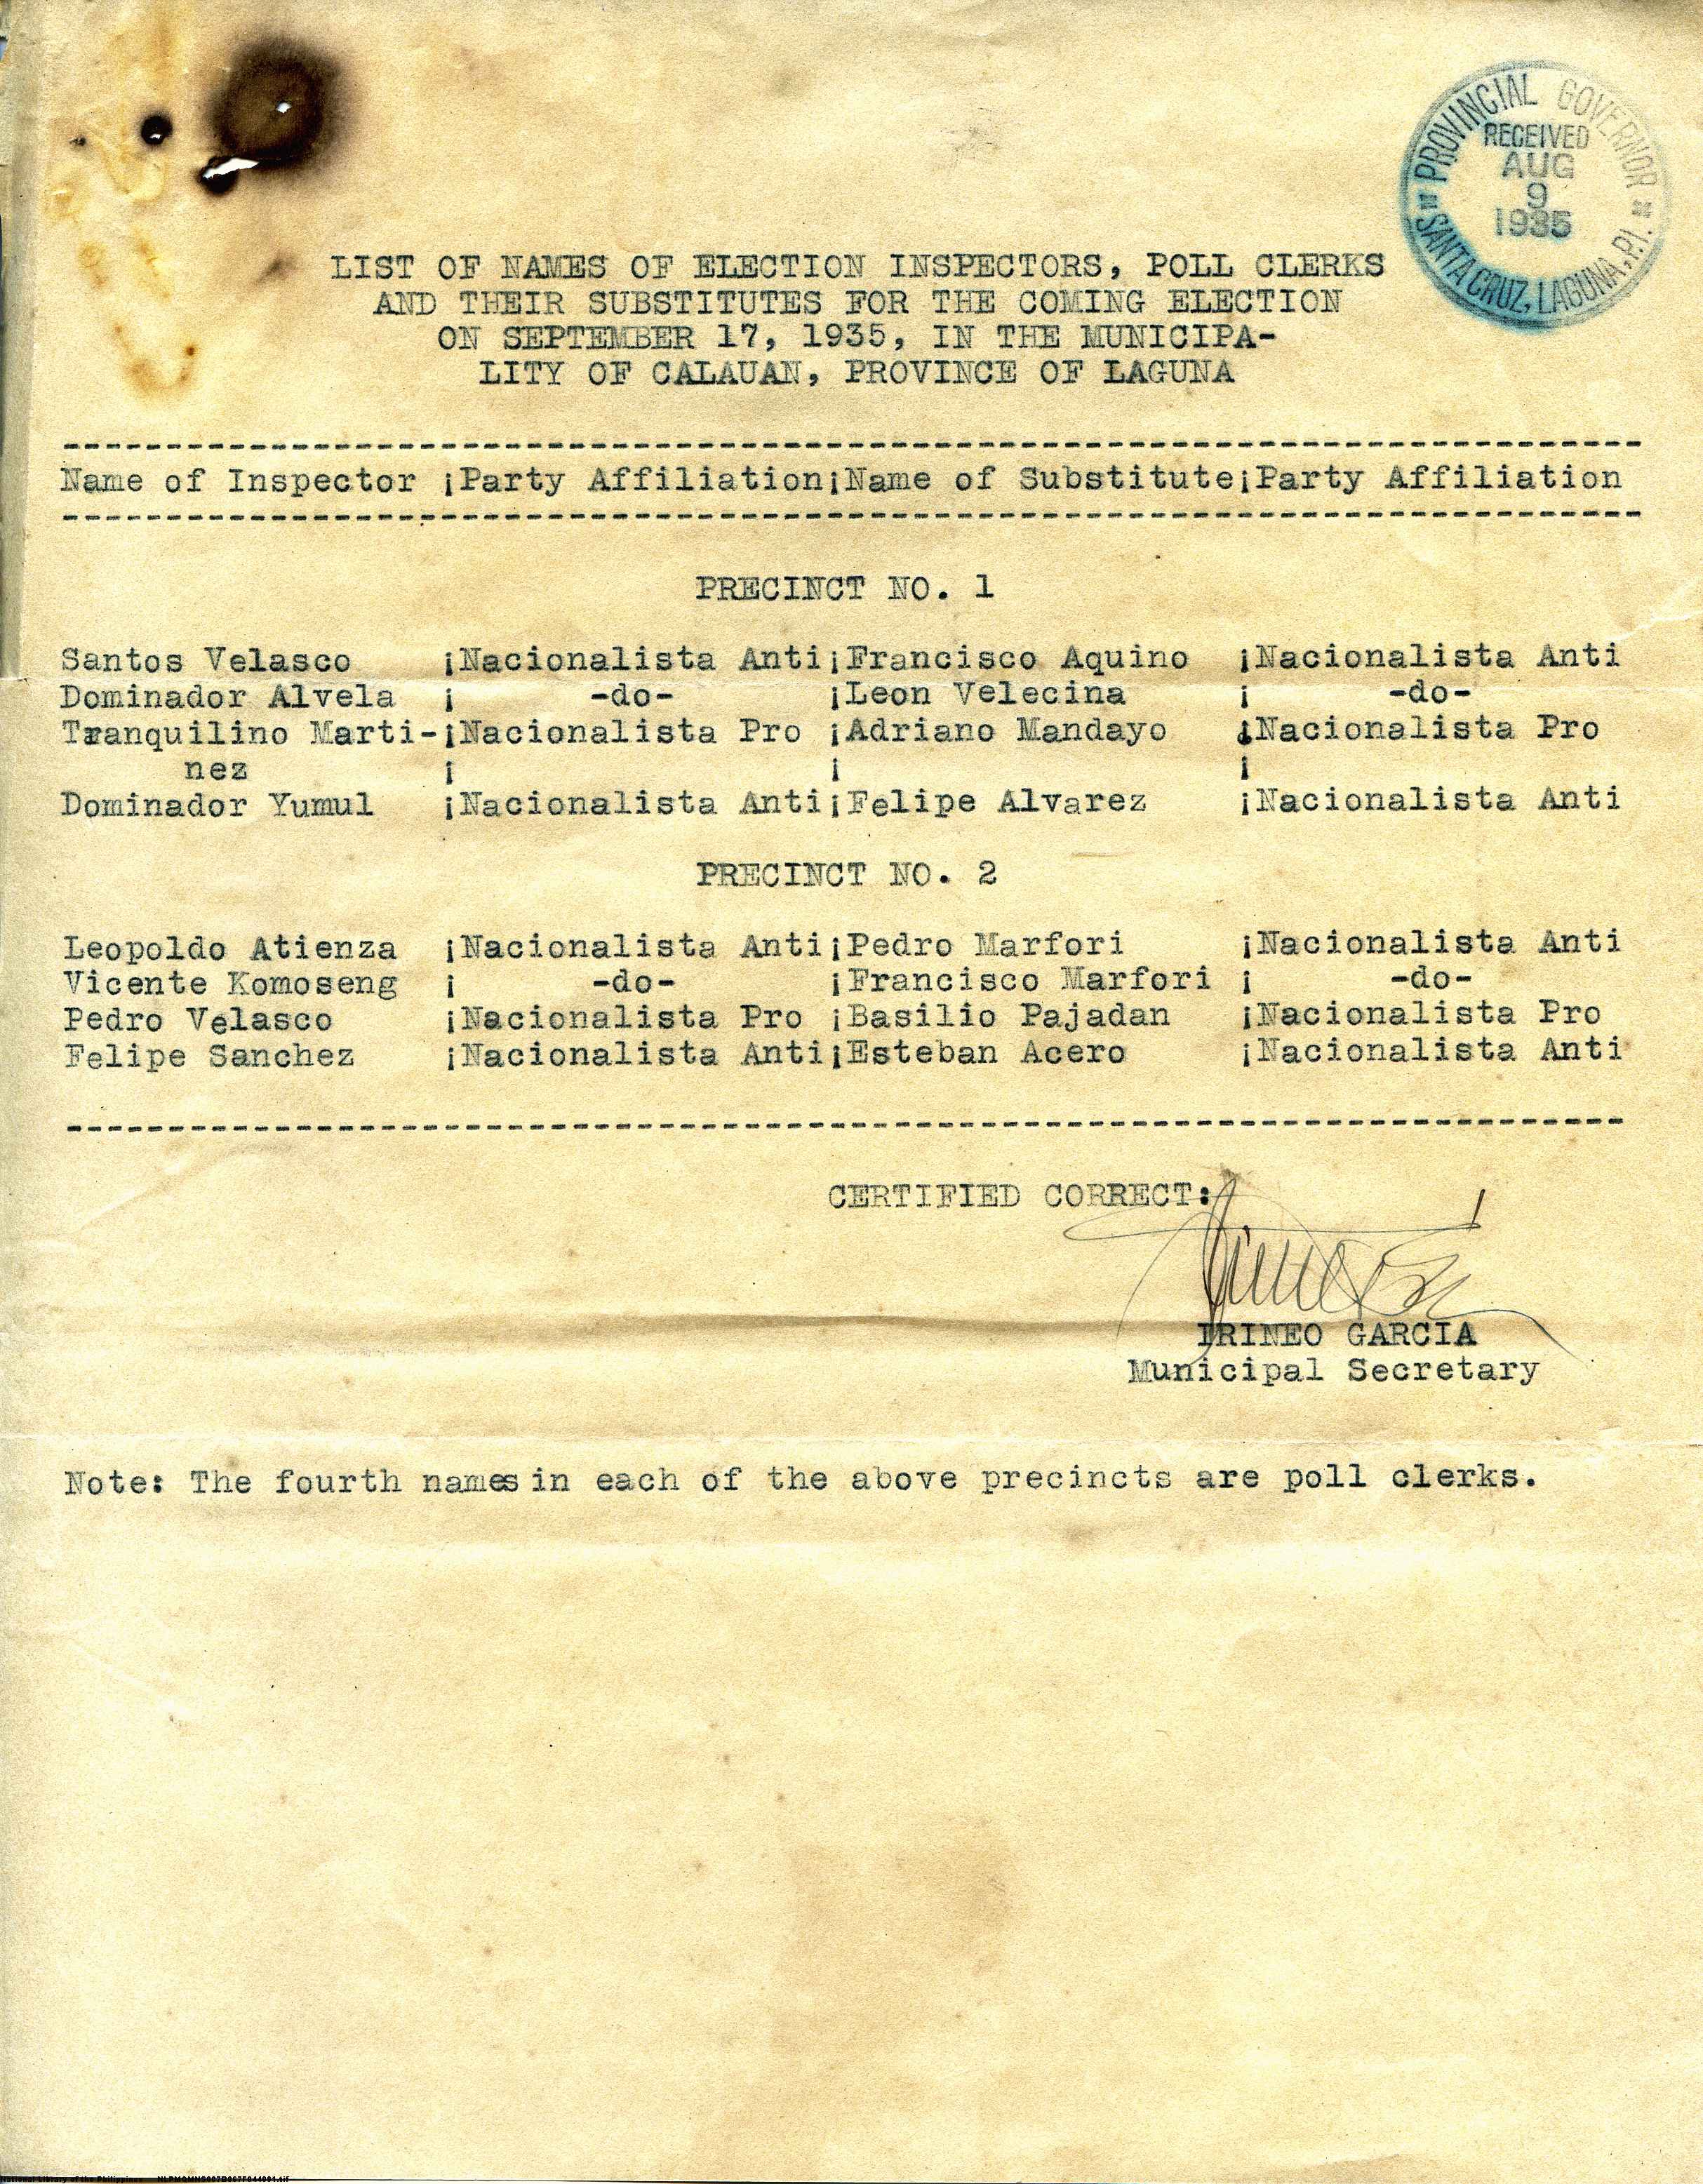 PROVINCIAL GOVERNOR
RECEIVED
AUG
9
1935
SANTA CRUZ, LAGUNA, P.I.
LIST OF NAMES OF ELECTION INSPECTORS, POLL CLERKS
AND THEIR SUBSTITUTES FOR THE COMING ELECTION
ON SEPTEMBER 17, 1935, IN THE MUNICIPA-
LITY OF CALAUAN, PROVINCE OF LAGUNA
Name of Inspector ¡Party Affiliation¡Name of Substitute¡Party Affiliation
PRECINCT NO. 1
Santos Velasco ¡Nacionalista Anti¡Francisco Aquino ¡Nacionalista Anti
Dominador Alvela ¡ -do- ¡Leon Velecina ¡ -do-
Tranquilino Marti-¡Nacionalista Pro ¡Adriano Mandayo ¡Nacionalista Pro
nez ¡ ¡ ¡
Dominador Yumul ¡Nacionalista Anti¡Felipe Alvarez ¡Nacionalista Anti
PRECINCT NO. 2
Leopoldo Atienza ¡Nacionalista Anti¡Pedro Marfori ¡Nacionalista Anti
Vicente Komoseng ¡ -do- ¡Francisco Marfori ¡ -do-
Pedro Velasco ¡Nacionalista Pro ¡Basilio Pajadan ¡Nacionalista Pro
Felipe Sanchez ¡Nacionalista Anti¡Esteban Acero ¡Nacionalista Anti
CERTIFIED CORRECT:
IRINEO GARCIA
Municipal Secretary
Note: The fourth names in each of the above precincts are poll clerks.
National Library of the Philippines